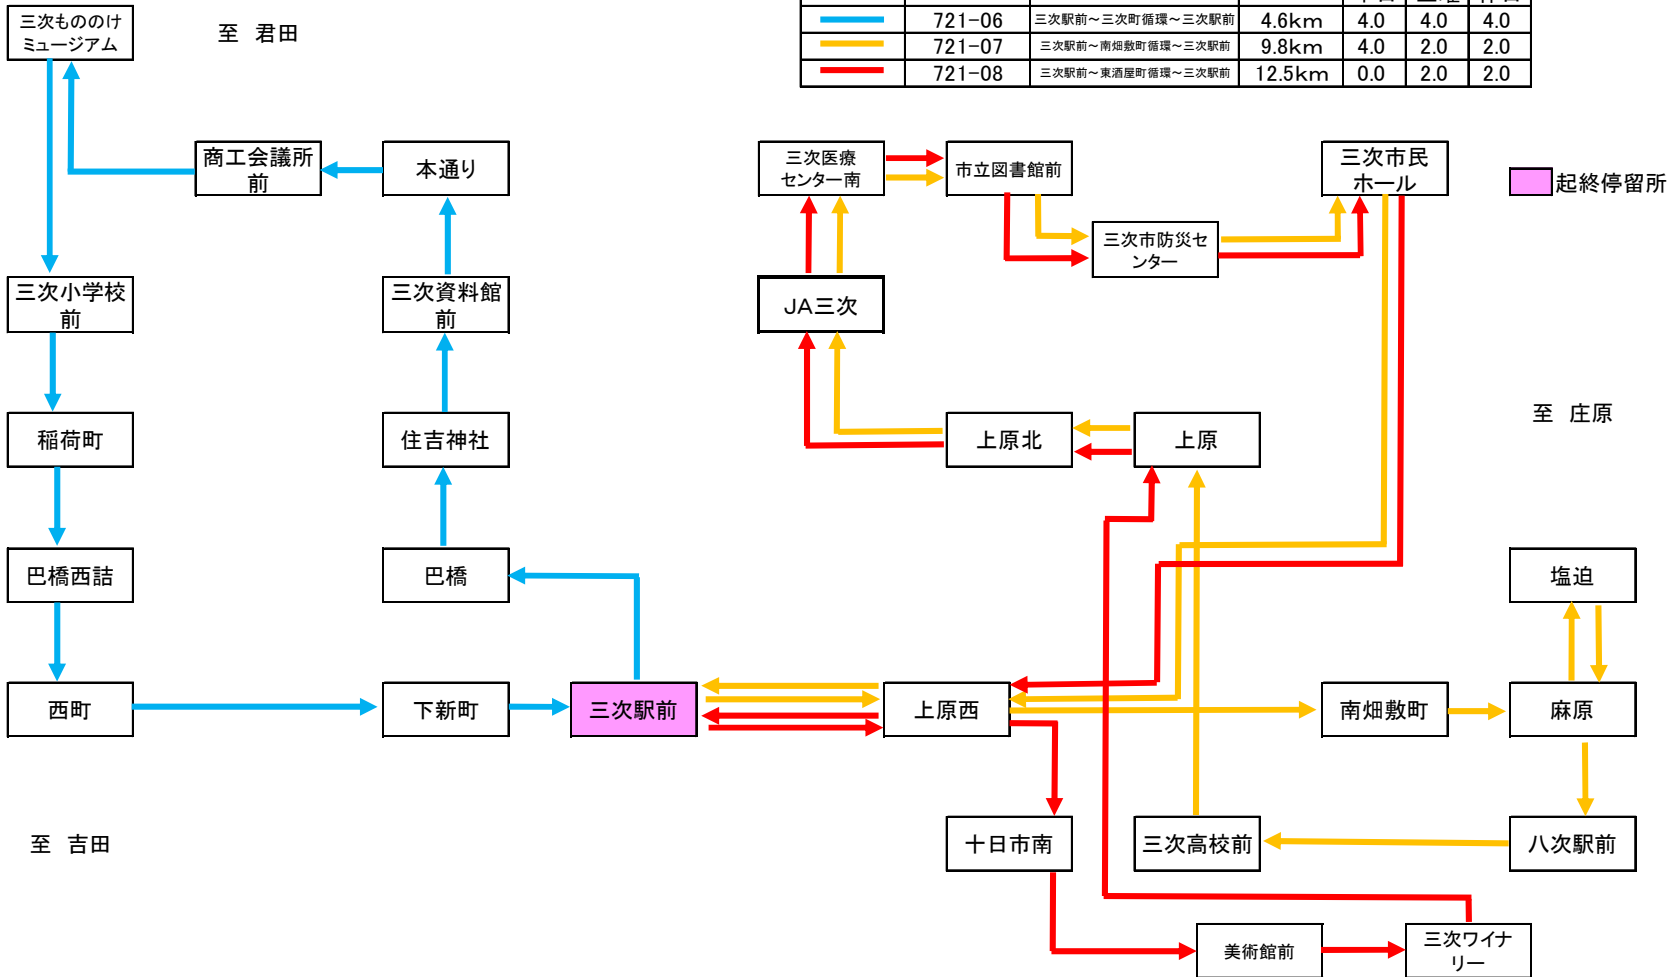 三次もののけ
ミュージアム
至 君田
721-06 三次駅前～三次町循環～三次駅前 4.6km 4.0 4.0 4.0
721-07 三次駅前～南畑敷町循環～三次駅前 9.8km 4.0 2.0 2.0
721-08 三次駅前～東酒屋町循環～三次駅前 12.5km 0.0 2.0 2.0
商工会議所
前
本通り
三次医療
センター南
市立図書館前
三次市民
ホール
起終停留所
三次市防災セ
ンター
三次小学校
前
三次資料館
前
JA三次
稲荷町
住吉神社
上原北
上原
至 庄原
巴橋西詰
巴橋
塩迫
西町
下新町
三次駅前
上原西
南畑敷町
麻原
至 吉田
十日市南
三次高校前
八次駅前
美術館前
三次ワイナ
リー